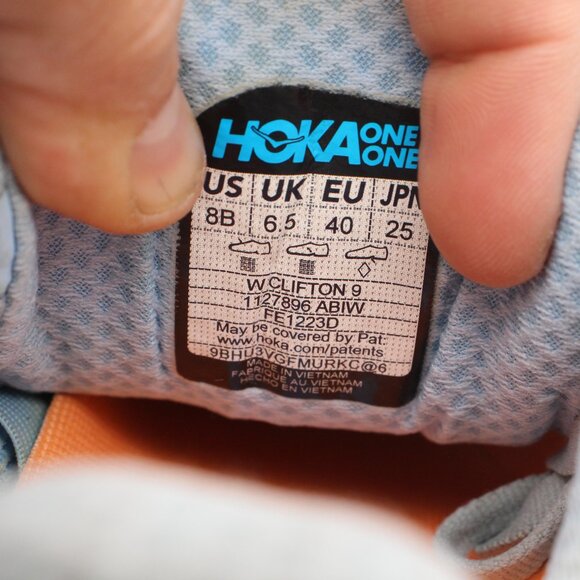 HOKA ONE ONE
US UK EU JPN
8B 6.5 40 25
W CLIFTON 9
1127896 ABIW
FE1223D
May be covered by Pat:
www.hoka.com/patents
9BHU3VGFMURKC@6
MADE IN VIETNAM
FABRIQUE AU VIETNAM
HECHO EN VIETNAM